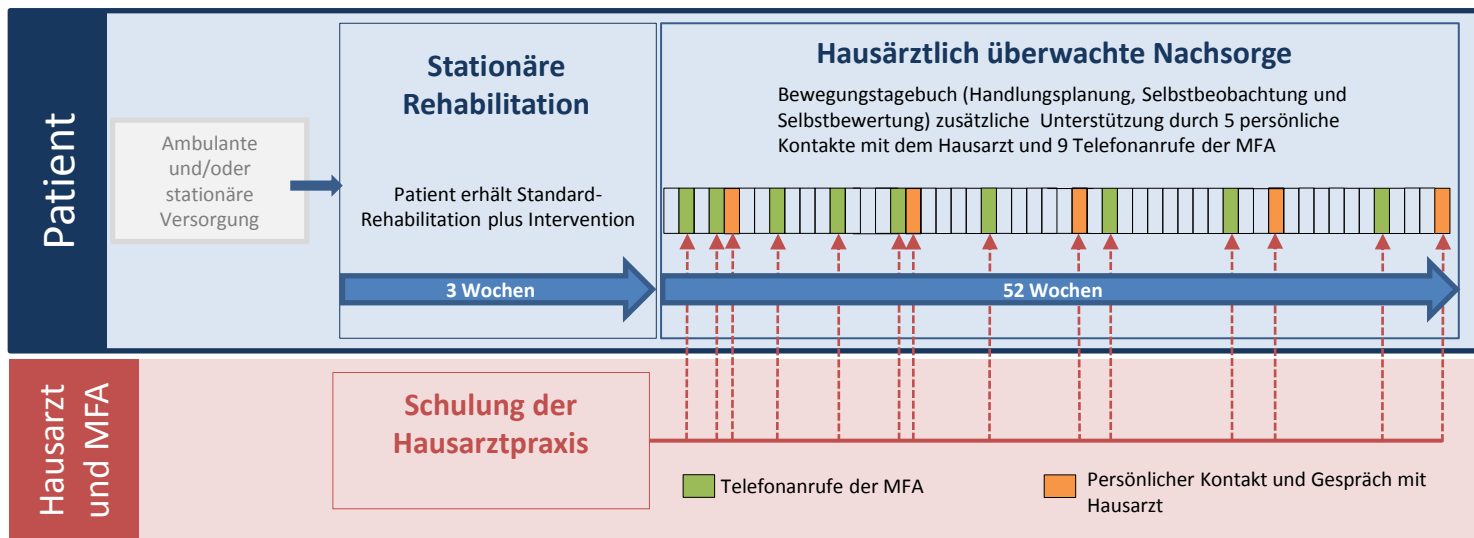 Patient
Ambulante
und/oder
stationäre
Versorgung
Stationäre
Rehabilitation
Patient erhält Standard-
Rehabilitation plus Intervention
3 Wochen
Hausärztlich überwachte Nachsorge
Bewegungstagebuch (Handlungsplanung, Selbstbeobachtung und
Selbstbewertung) zusätzliche Unterstützung durch 5 persönliche
Kontakte mit dem Hausarzt und 9 Telefonanrufe der MFA
52 Wochen
Hausarzt
und MFA
Schulung der
Hausarztpraxis
Telefonanrufe der MFA
Persönlicher Kontakt und Gespräch mit
Hausarzt